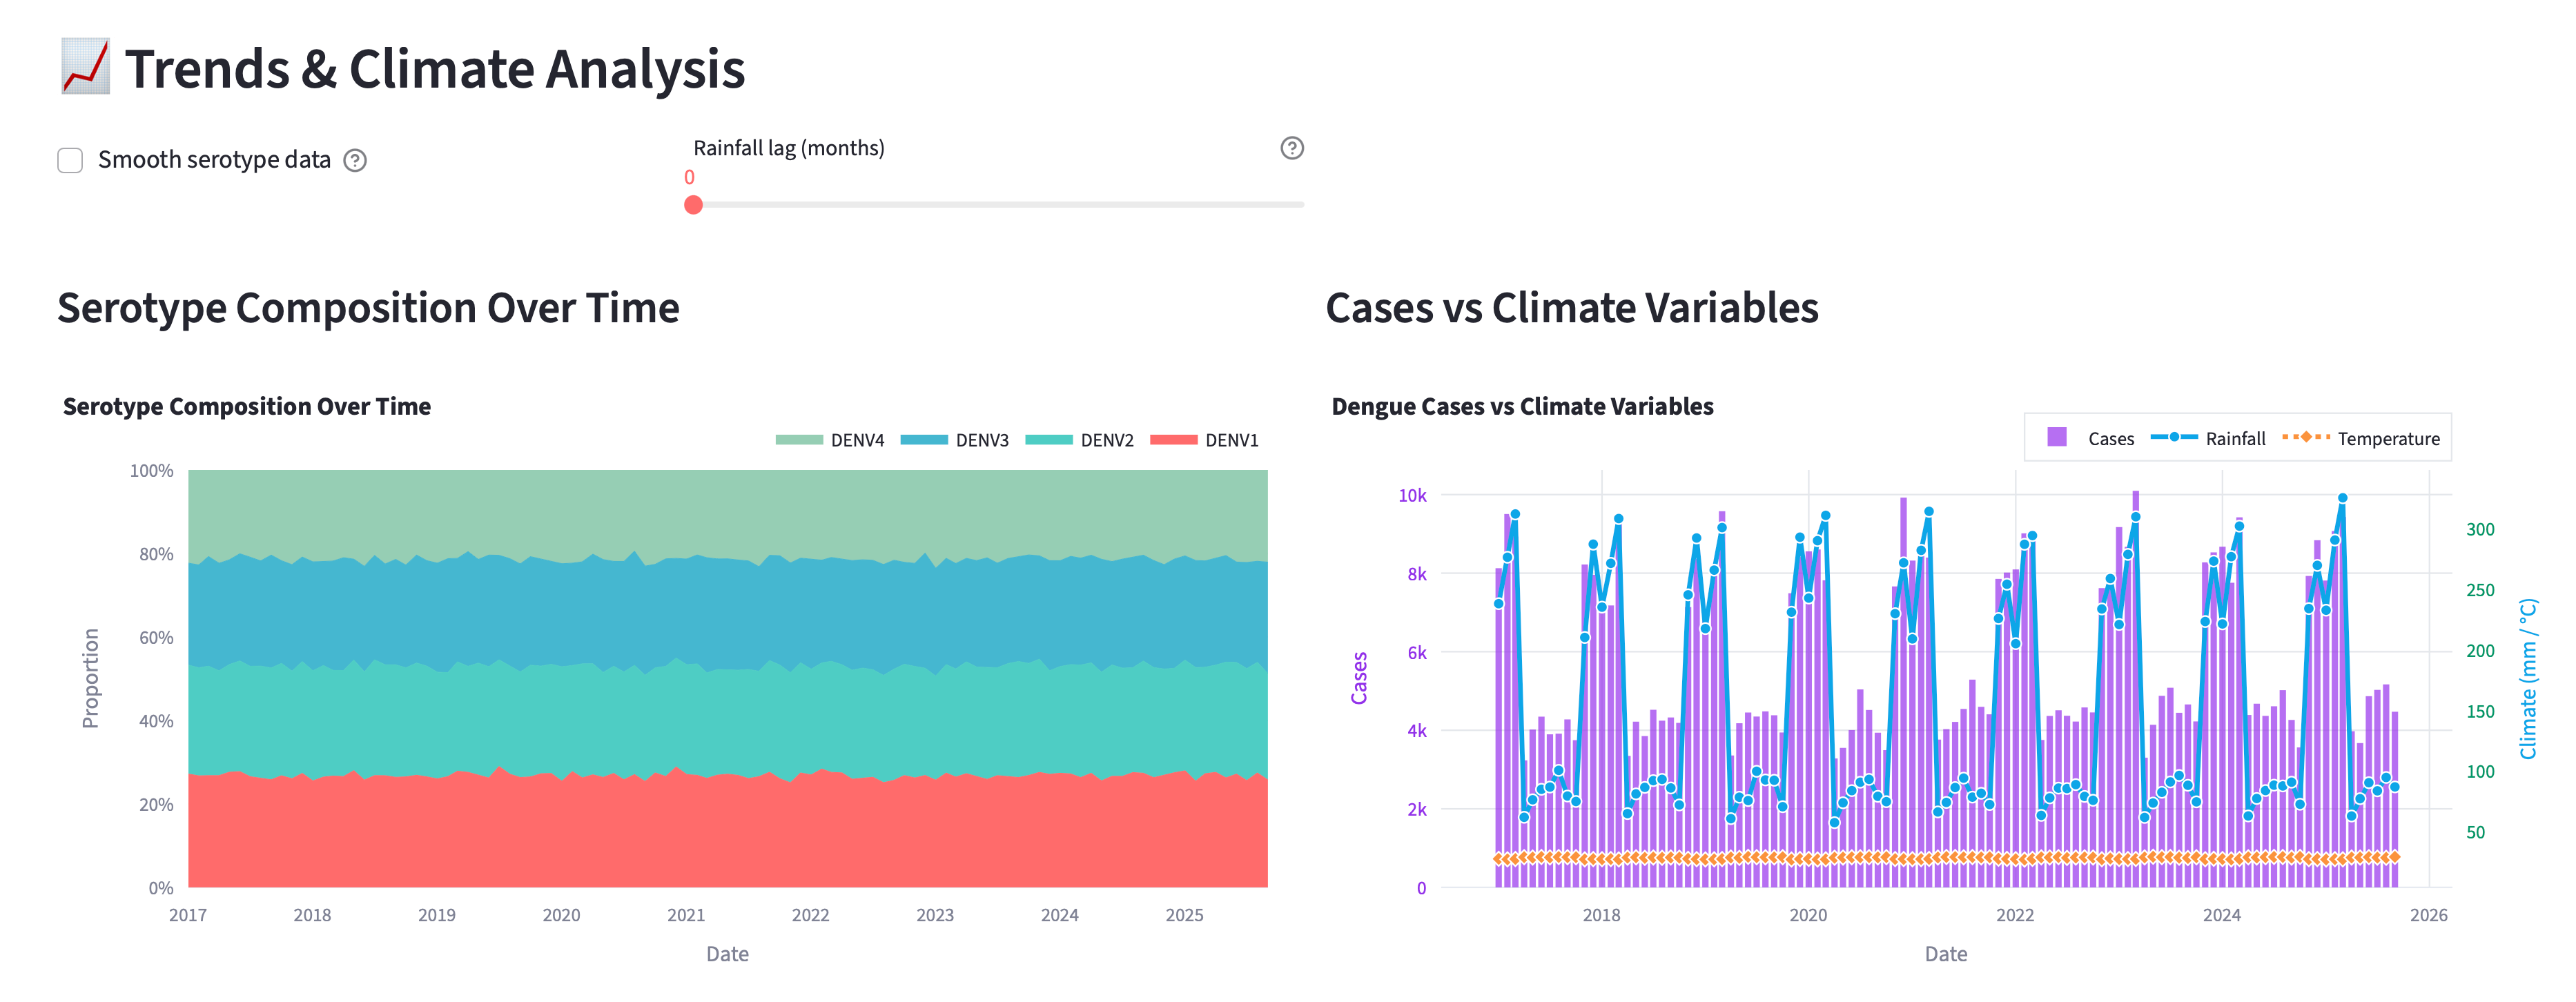 📈 Trends & Climate Analysis
Smooth serotype data
Rainfall lag (months)
0
Serotype Composition Over Time
Cases vs Climate Variables
Serotype Composition Over Time
DENV4 DENV3 DENV2 DENV1
100%
80%
60%
40%
20%
0%
Proportion
2017 2018 2019 2020 2021 2022 2023 2024 2025
Date
Dengue Cases vs Climate Variables
Cases Rainfall Temperature
10k
8k
6k
4k
2k
0
Cases
300
250
200
150
100
50
Climate (mm / °C)
2018 2020 2022 2024 2026
Date